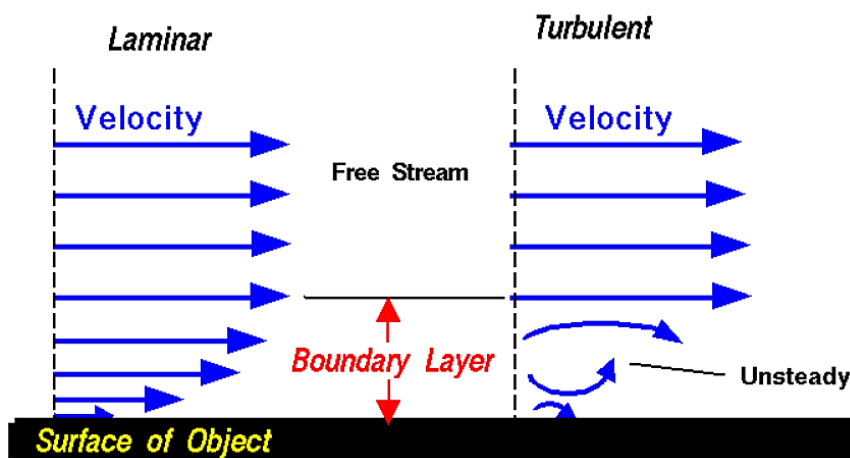 Laminar
Turbulent
Velocity
Velocity
Free Stream
Boundary Layer
Unsteady
Surface of Object